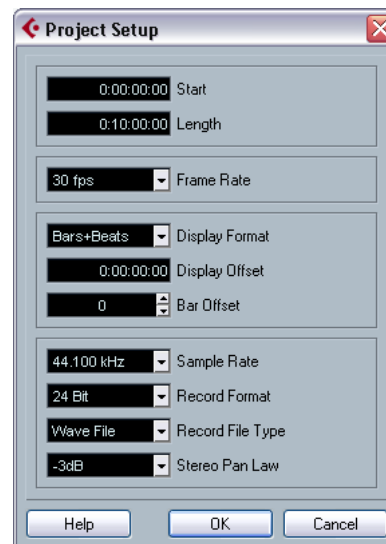 Project Setup
0:00:00:00 Start
0:10:00:00 Length
30 fps Frame Rate
Bars+Beats Display Format
0:00:00:00 Display Offset
0 Bar Offset
44.100 kHz Sample Rate
24 Bit Record Format
Wave File Record File Type
-3dB Stereo Pan Law
Help OK Cancel